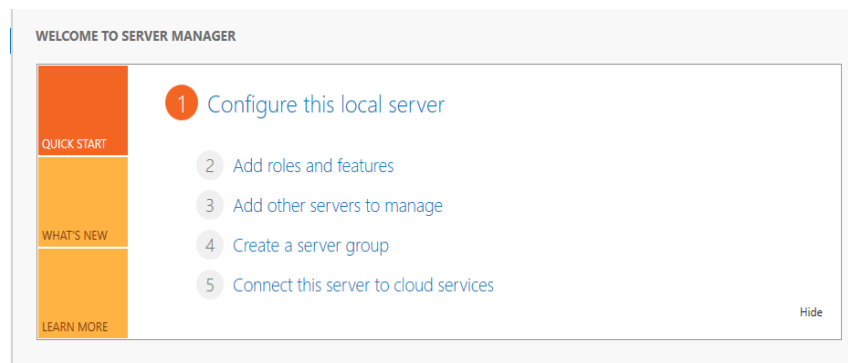 WELCOME TO SERVER MANAGER
QUICK START
WHAT'S NEW
LEARN MORE
1 Configure this local server
2 Add roles and features
3 Add other servers to manage
4 Create a server group
5 Connect this server to cloud services
Hide